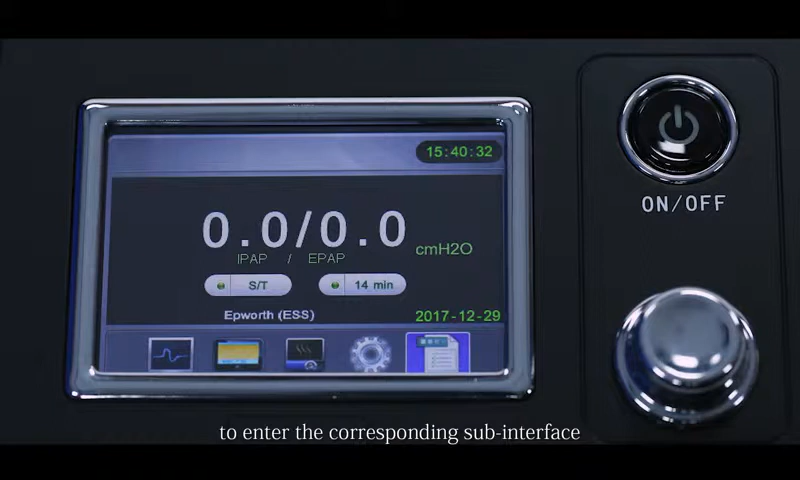 15:40:32
0.0/0.0 cmH2O
IPAP / EPAP
S/T 14 min
Epworth (ESS) 2017-12-29
ON/OFF
to enter the corresponding sub-interface